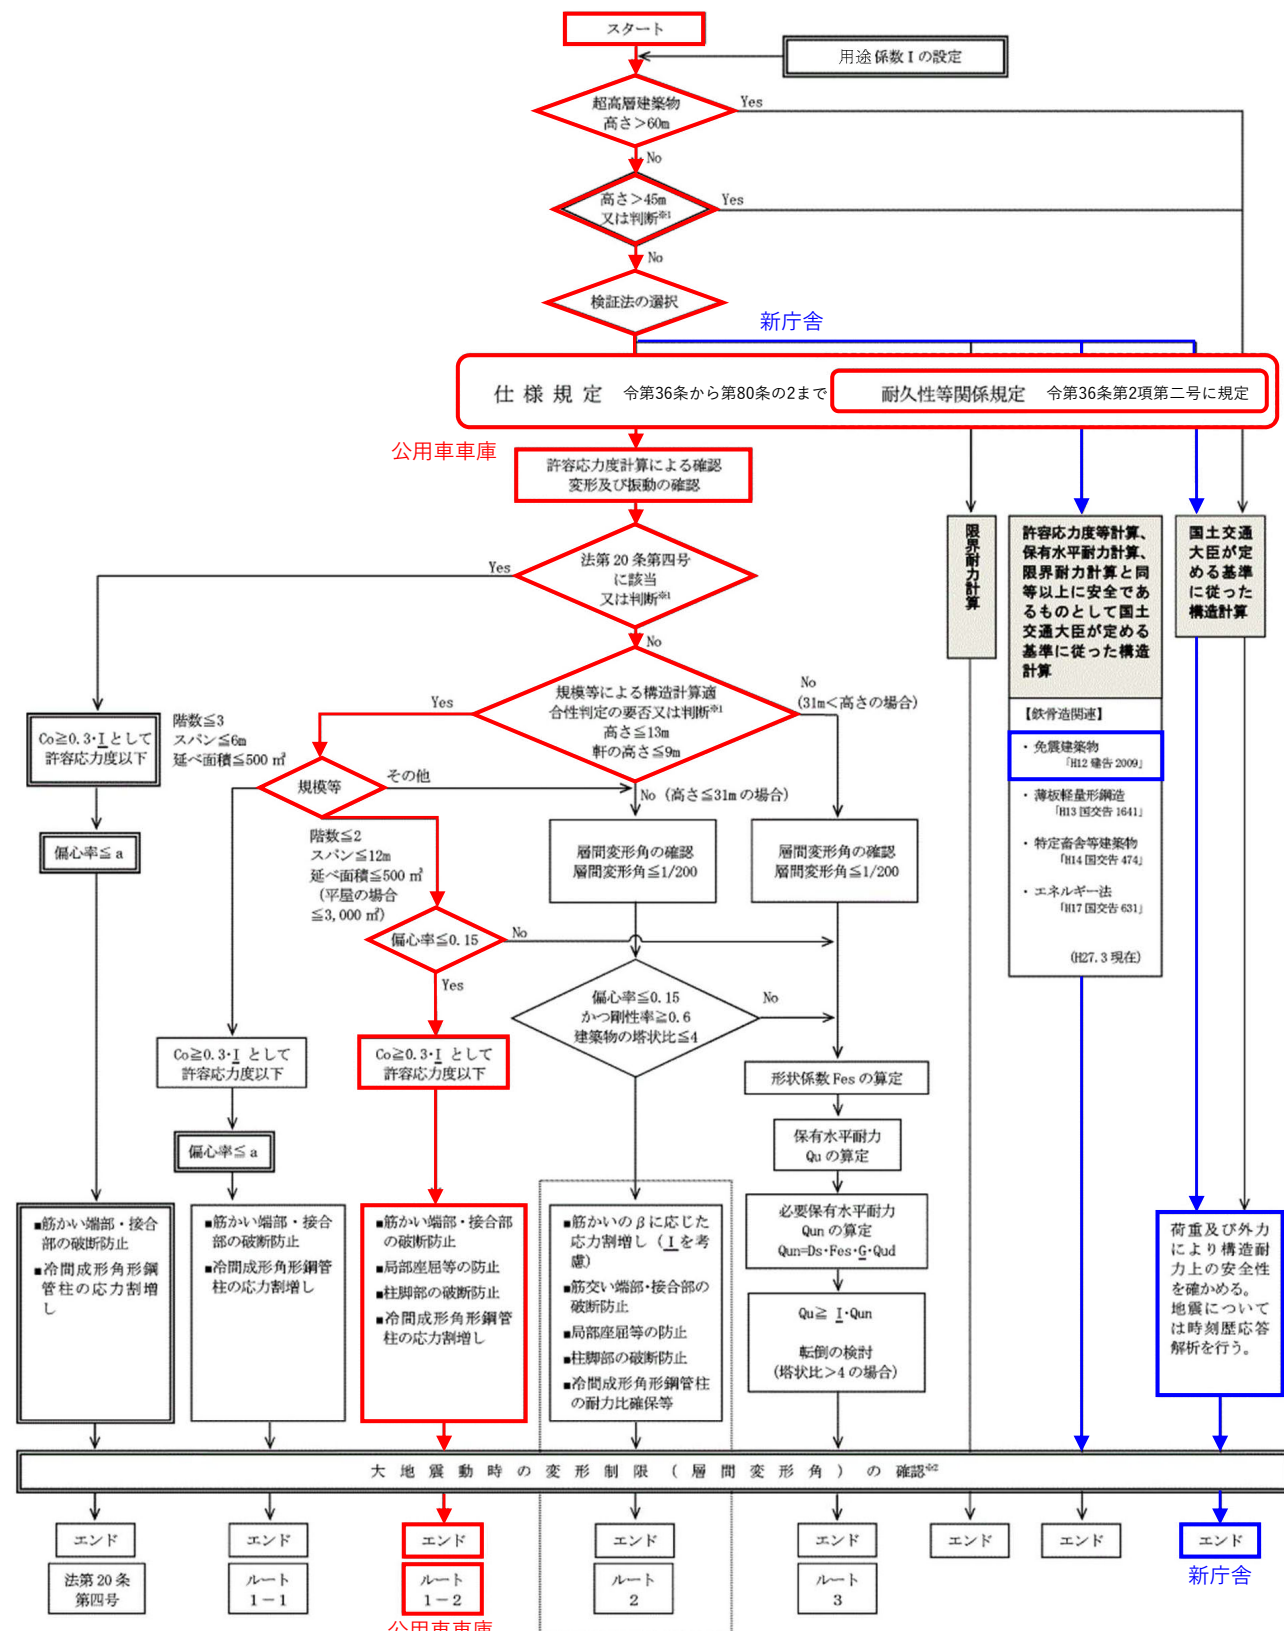 スタート
用途係数Iの設定
超高層建築物
高さ>60m
Yes
No
高さ>45m
又は判断※1
Yes
No
検証法の選択
新庁舎
仕様規定 令第36条から第80条の2まで
耐久性等関係規定 令第36条第2項第二号に規定
公用車車庫
許容応力度計算による確認
変形及び振動の確認
法第20条第四号
に該当
又は判断※1
Yes
No
限界耐力計算
許容応力度等計算、
保有水平耐力計算、
限界耐力計算と同
等以上に安全であ
るものとして国土
交通大臣が定める
基準に従った構造
計算
国土交通
大臣が定
める基準
に従った
構造計算
規模等による構造計算適
合性判定の要否又は判断※1
高さ≦13m
軒の高さ≦9m
Yes
No
(31m<高さの場合)
No (高さ≦31mの場合)
Co≧0.3・Iとして
許容応力度以下
階数≦3
スパン≦6m
延べ面積≦500㎡
規模等
その他
【鉄骨造関連】
・免震建築物
「H12建告2009」
・薄板軽量形鋼造
「H13国交告1641」
・特定畜舎等建築物
「H14国交告474」
・エネルギー法
「H17国交告631」
(H27.3現在)
偏心率≦a
階数≦2
スパン≦12m
延べ面積≦500㎡
(平屋の場合
≦3,000㎡)
層間変形角の確認
層間変形角≦1/200
層間変形角の確認
層間変形角≦1/200
偏心率≦0.15
No
Yes
偏心率≦0.15
かつ剛性率≧0.6
建築物の塔状比≦4
No
Co≧0.3・I として
許容応力度以下
Co≧0.3・I として
許容応力度以下
形状係数Fesの算定
偏心率≦a
保有水平耐力
Quの算定
必要保有水平耐力
Qunの算定
Qun=Ds・Fes・G・Qud
Qu≧ I・Qun
転倒の検討
(塔状比>4の場合)
■筋かい端部・接合
部の破断防止
■冷間成形角形鋼
管柱の応力割増
し
■筋かい端部・接合
部の破断防止
■冷間成形角形鋼管
柱の応力割増し
■筋かい端部・接合部
の破断防止
■局部座屈等の防止
■柱脚部の破断防止
■冷間成形角形鋼管
柱の応力割増し
■筋かいのβに応じた
応力割増し(Iを考
慮)
■筋交い端部・接合部の
破断防止
■局部座屈等の防止
■柱脚部の破断防止
■冷間成形角形鋼管柱
の耐力比確保等
荷重及び外力
により構造耐
力上の安全性
を確かめる。
地震について
は時刻歴応答
解析を行う。
大地震動時の変形制限(層間変形角)の確認※2
エンド
エンド
エンド
エンド
エンド
エンド
エンド
エンド
法第20条
第四号
ルート
1-1
ルート
1-2
ルート
2
ルート
3
新庁舎
公用車車庫